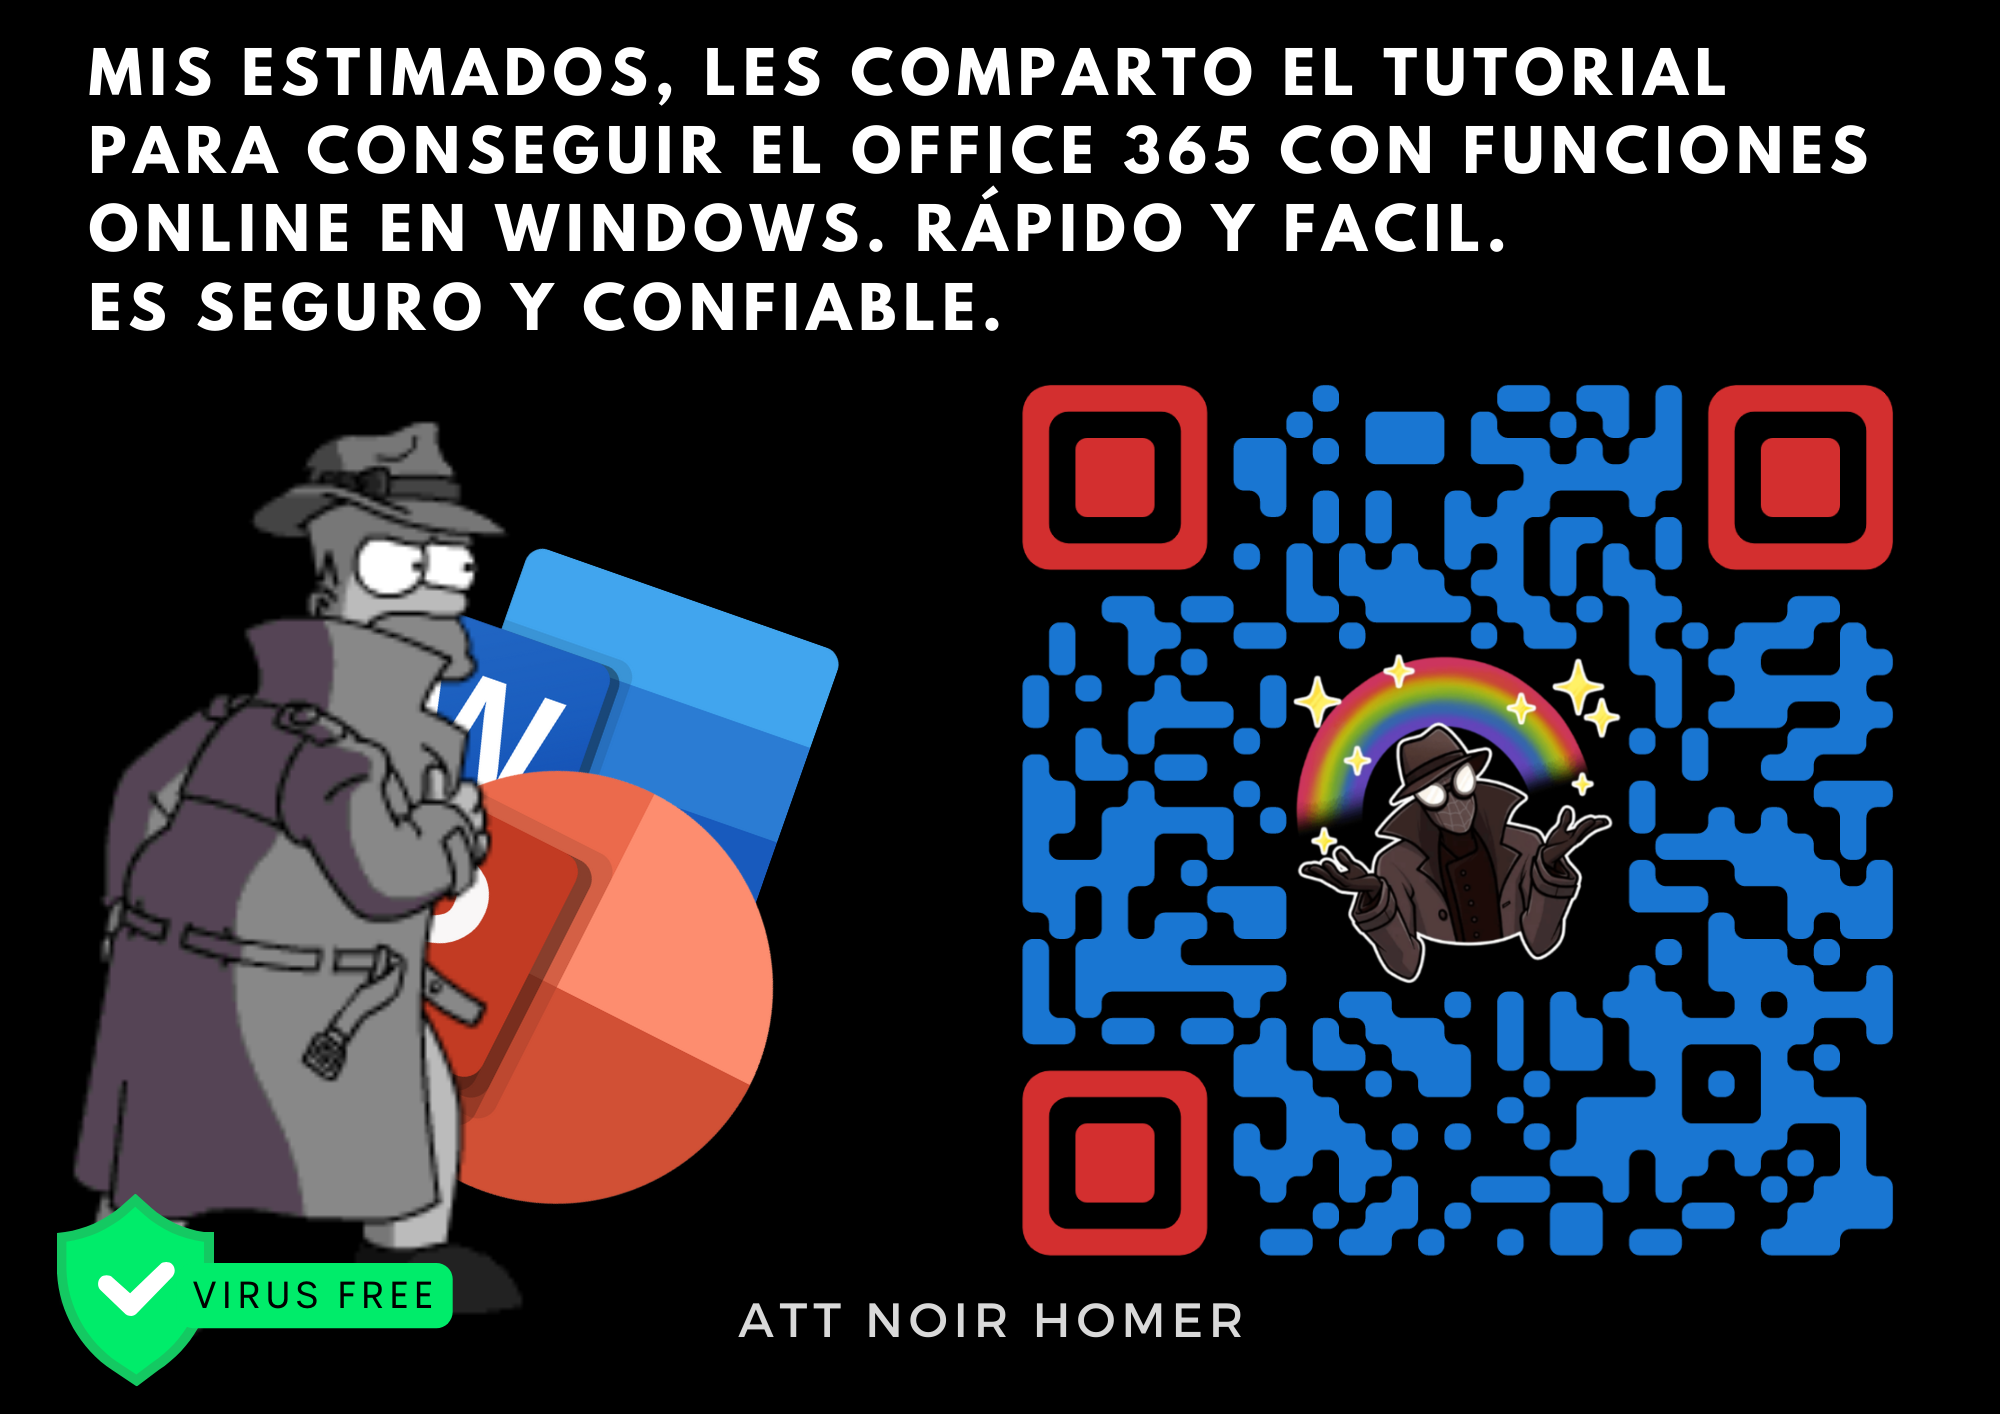 MIS ESTIMADOS, LES COMPARTO EL TUTORIAL
PARA CONSEGUIR EL OFFICE 365 CON FUNCIONES
ONLINE EN WINDOWS. RÁPIDO Y FACIL.
ES SEGURO Y CONFIABLE.
W
VIRUS FREE
ATT NOIR HOMER